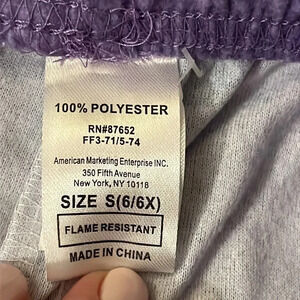 100% POLYESTER
RN#87652
FF3-71/5-74
American Marketing Enterprise INC.
350 Fifth Avenue
New York, NY 10118
SIZE S(6/6X)
FLAME RESISTANT
MADE IN CHINA